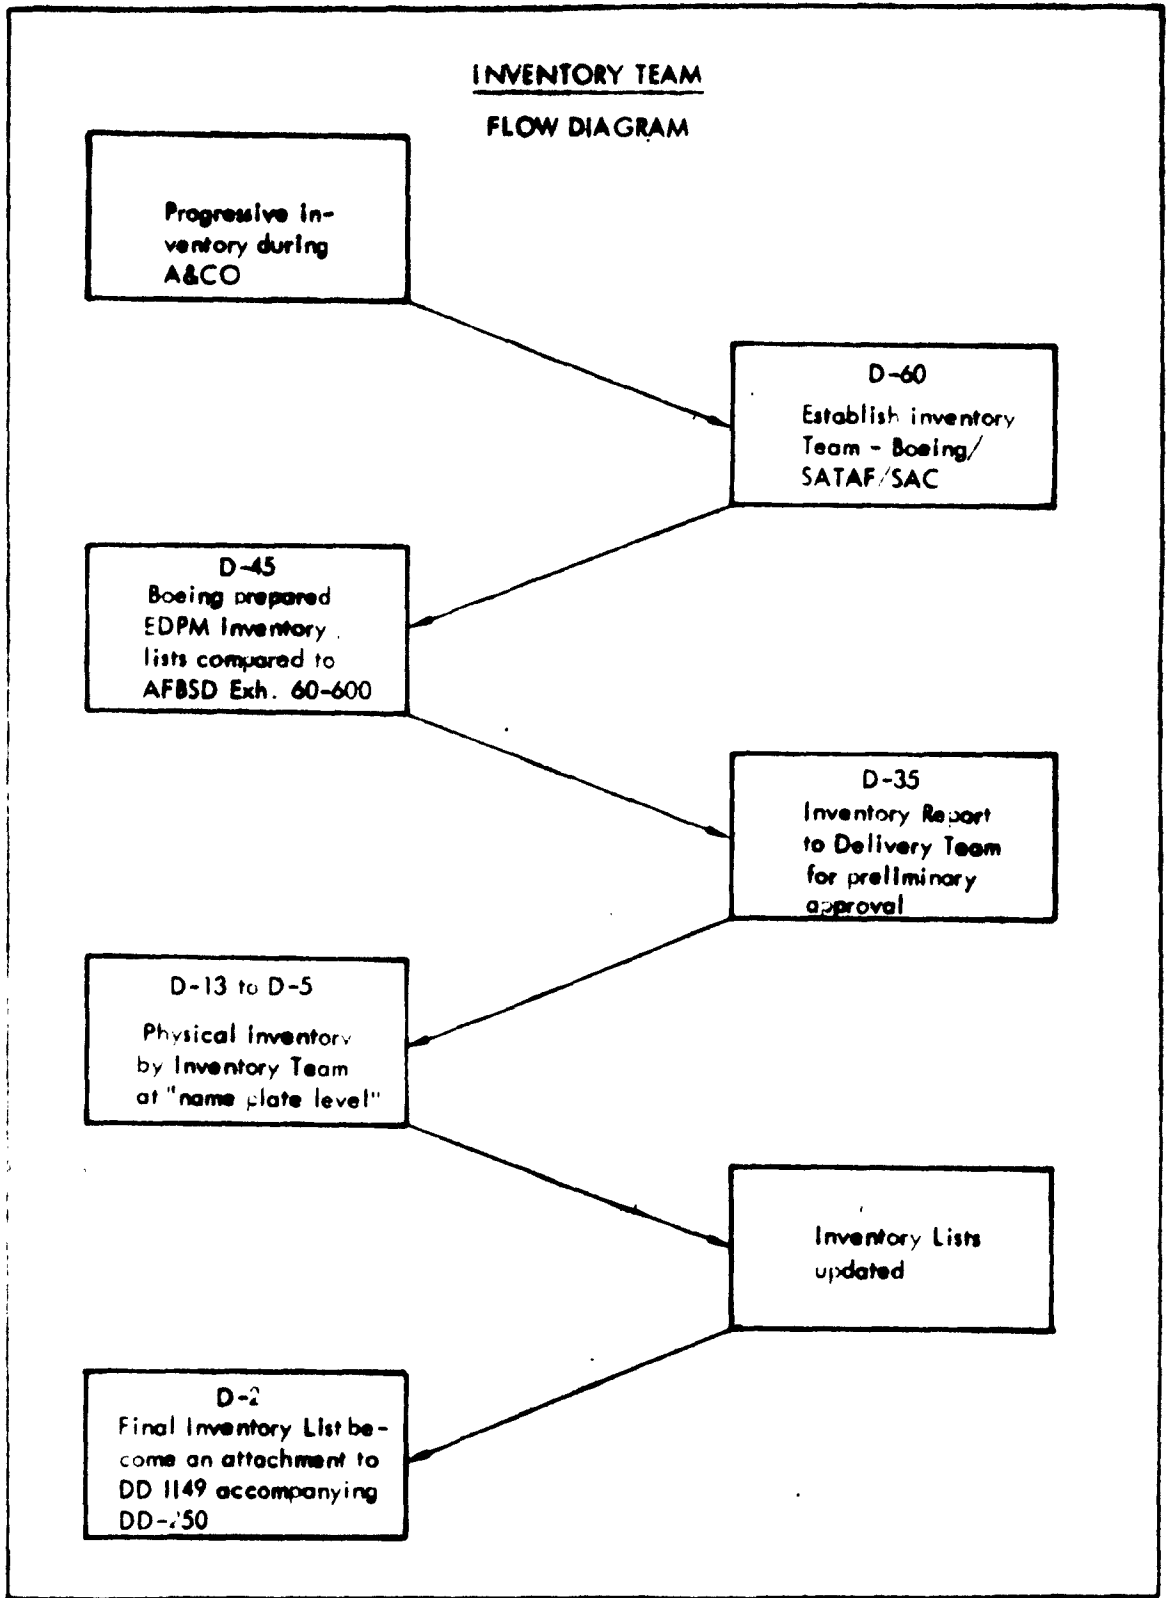 INVENTORY TEAM
FLOW DIAGRAM
Progressive in-
ventory during
A&CO
D-60
Establish inventory
Team - Boeing/
SATAF/SAC
D-45
Boeing prepared
EDPM Inventory
lists compared to
AFBSD Exh. 60-600
D-35
Inventory Report
to Delivery Team
for preliminary
approval
D-13 to D-5
Physical Inventory
by Inventory Team
at "name plate level"
Inventory Lists
updated
D-2
Final Inventory List be-
come an attachment to
DD 1149 accompanying
DD-250